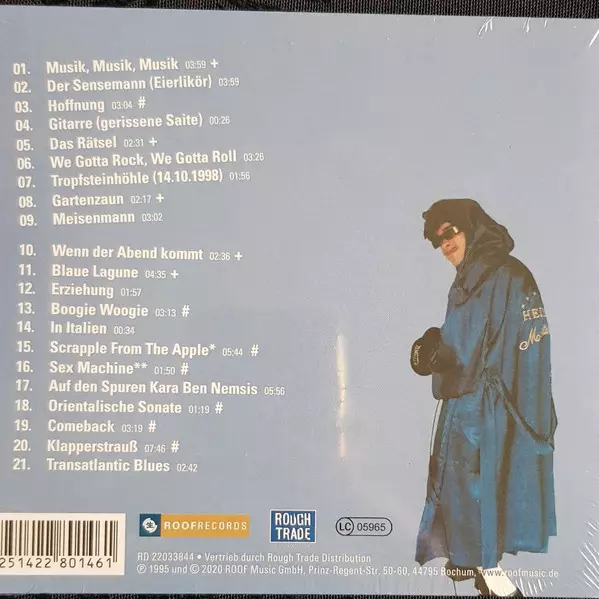 01. Musik, Musik, Musik 03:59 +
02. Der Sensemann (Eierlikör) 03:59
03. Hoffnung 03:04 #
04. Gitarre (gerissene Saite) 00:26
05. Das Rätsel 02:31 +
06. We Gotta Rock, We Gotta Roll 03:26
07. Tropfsteinhöhle (14.10.1998) 01:56
08. Gartenzaun 02:17 +
09. Meisenmann 03:02
10. Wenn der Abend kommt 02:36 +
11. Blaue Lagune 04:35 +
12. Erziehung 01:57
13. Boogie Woogie 03:13 #
14. In Italien 00:34
15. Scrapple From The Apple* 05:44 #
16. Sex Machine** 01:50 #
17. Auf den Spuren Kara Ben Nemsis 05:56
18. Orientalische Sonate 01:19 #
19. Comeback 03:19 #
20. Klapperstrauß 07:46 #
21. Transatlantic Blues 02:42
HEL
ROOFRECORDS
ROUGH
TRADE
LC 05965
251422 801461
RD 22033844 • Vertrieb durch Rough Trade Distribution
℗ 1995 und © 2020 ROOF Music GmbH, Prinz-Regent-Str. 50-60, 44795 Bochum, www.roofmusic.de